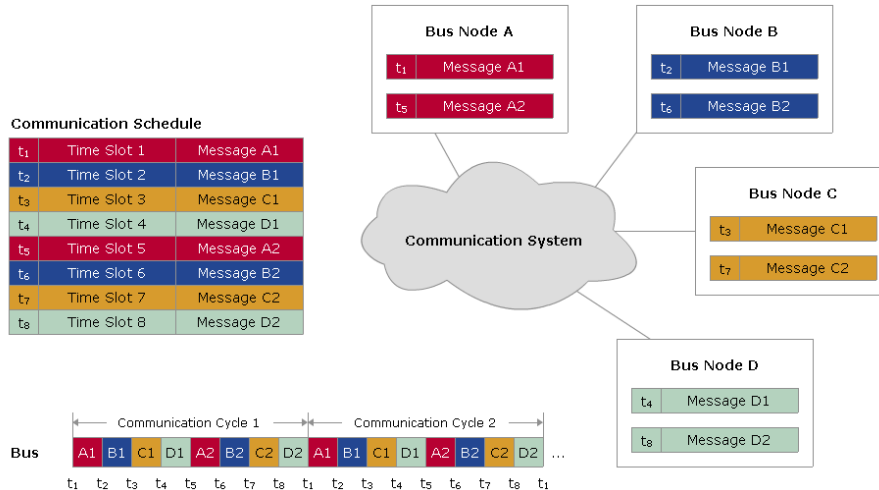 Bus Node A
t₁ Message A1
t₅ Message A2
Bus Node B
t₂ Message B1
t₆ Message B2
Communication Schedule
t₁ Time Slot 1 Message A1
t₂ Time Slot 2 Message B1
t₃ Time Slot 3 Message C1
t₄ Time Slot 4 Message D1
t₅ Time Slot 5 Message A2
t₆ Time Slot 6 Message B2
t₇ Time Slot 7 Message C2
t₈ Time Slot 8 Message D2
Communication System
Bus Node C
t₃ Message C1
t₇ Message C2
Bus Node D
t₄ Message D1
t₈ Message D2
Communication Cycle 1 Communication Cycle 2
Bus A1 B1 C1 D1 A2 B2 C2 D2 A1 B1 C1 D1 A2 B2 C2 D2 ...
t₁ t₂ t₃ t₄ t₅ t₆ t₇ t₈ t₁ t₂ t₃ t₄ t₅ t₆ t₇ t₈ t₁